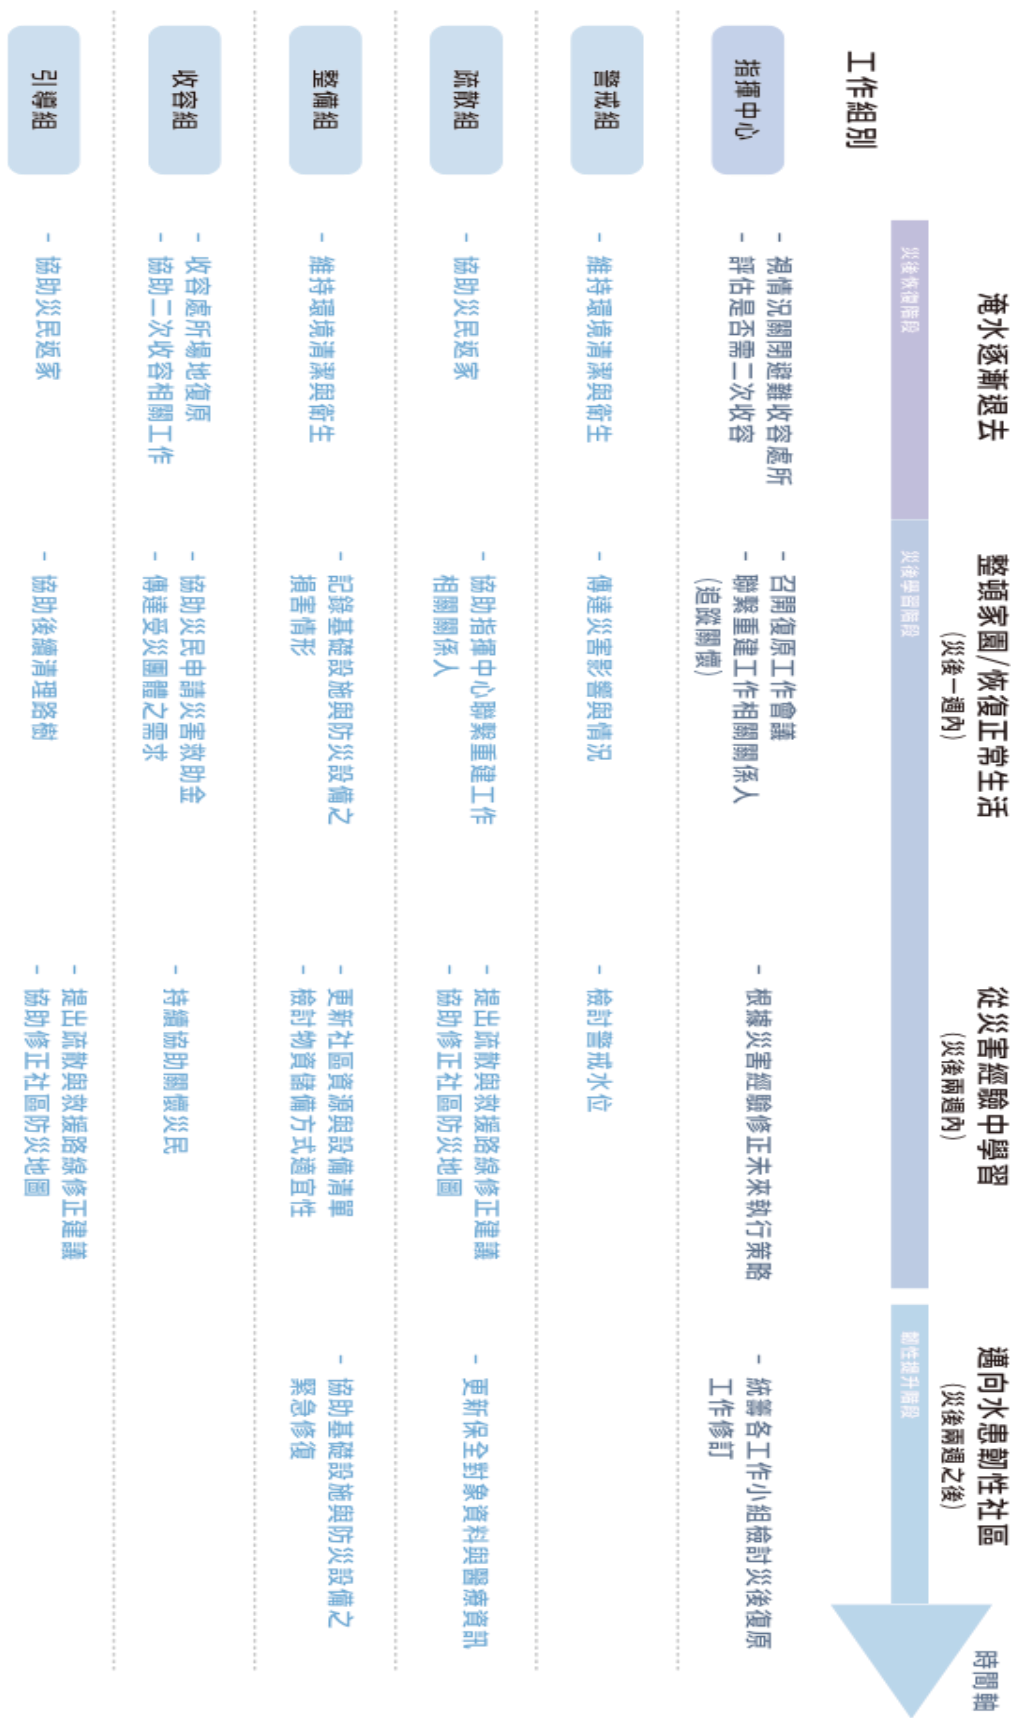 淹水逐漸退去
整頓家園/恢復正常生活
(災後一週內)
從災害經驗中學習
(災後兩週內)
邁向水患韌性社區
(災後兩週之後)
時間軸
災後恢復階段
災後學習階段
韌性提升階段
工作組別
指揮中心
- 視情況關閉避難收容處所
- 評估是否需二次收容
- 召開復原工作會議
- 聯繫重建工作相關關係人
(追蹤關懷)
- 根據災害經驗修正未來執行策略
- 統籌各工作小組檢討災後復原
工作修訂
警戒組
- 維持環境清潔與衛生
- 傳達災害影響與情況
- 檢討警戒水位
疏散組
- 協助災民返家
- 協助指揮中心聯繫重建工作
相關關係人
- 提出疏散與救援路線修正建議
- 協助修正社區防災地圖
- 更新保全對象資料與醫療資訊
整備組
- 維持環境清潔與衛生
- 記錄基礎設施與防災設備之
損害情形
- 更新社區資源與設備清單
- 檢討物資儲備方式適宜性
- 協助基礎設施與防災設備之
緊急修復
收容組
- 收容處所場地復原
- 協助二次收容相關工作
- 協助災民申請災害救助金
- 傳達受災團體之需求
- 持續協助關懷災民
引導組
- 協助災民返家
- 協助後續清理路樹
- 提出疏散與救援路線修正建議
- 協助修正社區防災地圖